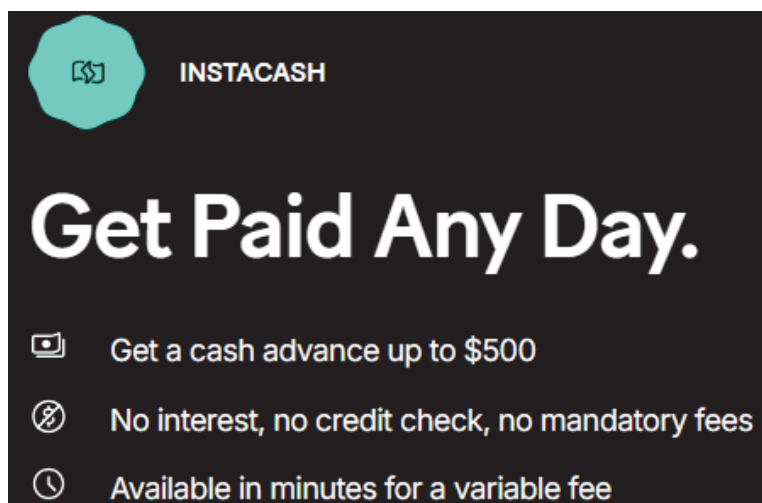 INSTACASH
Get Paid Any Day.
Get a cash advance up to $500
No interest, no credit check, no mandatory fees
Available in minutes for a variable fee